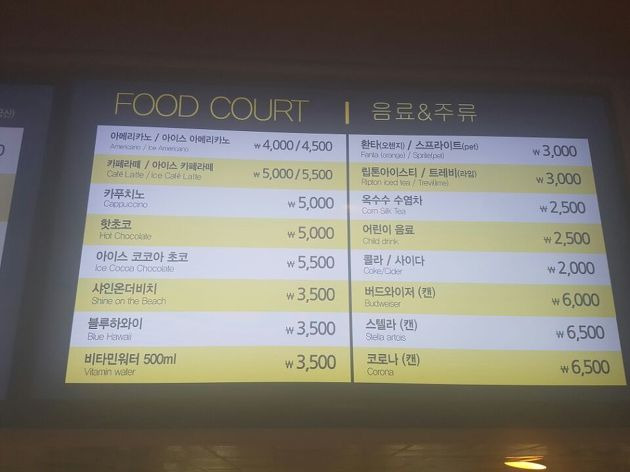 FOOD COURT | 음료&주류
아메리카노 / 아이스 아메리카노 ₩ 4,000 / 4,500
Americano / Ice Americano
카페라떼 / 아이스 카페라떼 ₩ 5,000 / 5,500
Café Latte / Ice Café Latte
카푸치노 ₩ 5,000
Cappuccino
핫초코 ₩ 5,000
Hot Chocolate
아이스 코코아 초코 ₩ 5,500
Ice Cocoa Chocolate
샤인온더비치 ₩ 3,500
Shine on the Beach
블루하와이 ₩ 3,500
Blue Hawaii
비타민워터 500ml ₩ 3,500
Vitamin water
환타(오렌지) / 스프라이트(pet) ₩ 3,000
Fanta (orange) / Sprite(pet)
립톤아이스티 / 트레비(라임) ₩ 3,000
Ripton iced tea / Trevi(lime)
옥수수 수염차 ₩ 2,500
Corn Silk Tea
어린이 음료 ₩ 2,500
Child drink
콜라 / 사이다 ₩ 2,000
Coke/Cider
버드와이저 (캔) ₩ 6,000
Budweiser
스텔라 (캔) ₩ 6,500
Stella artois
코로나 (캔) ₩ 6,500
Corona